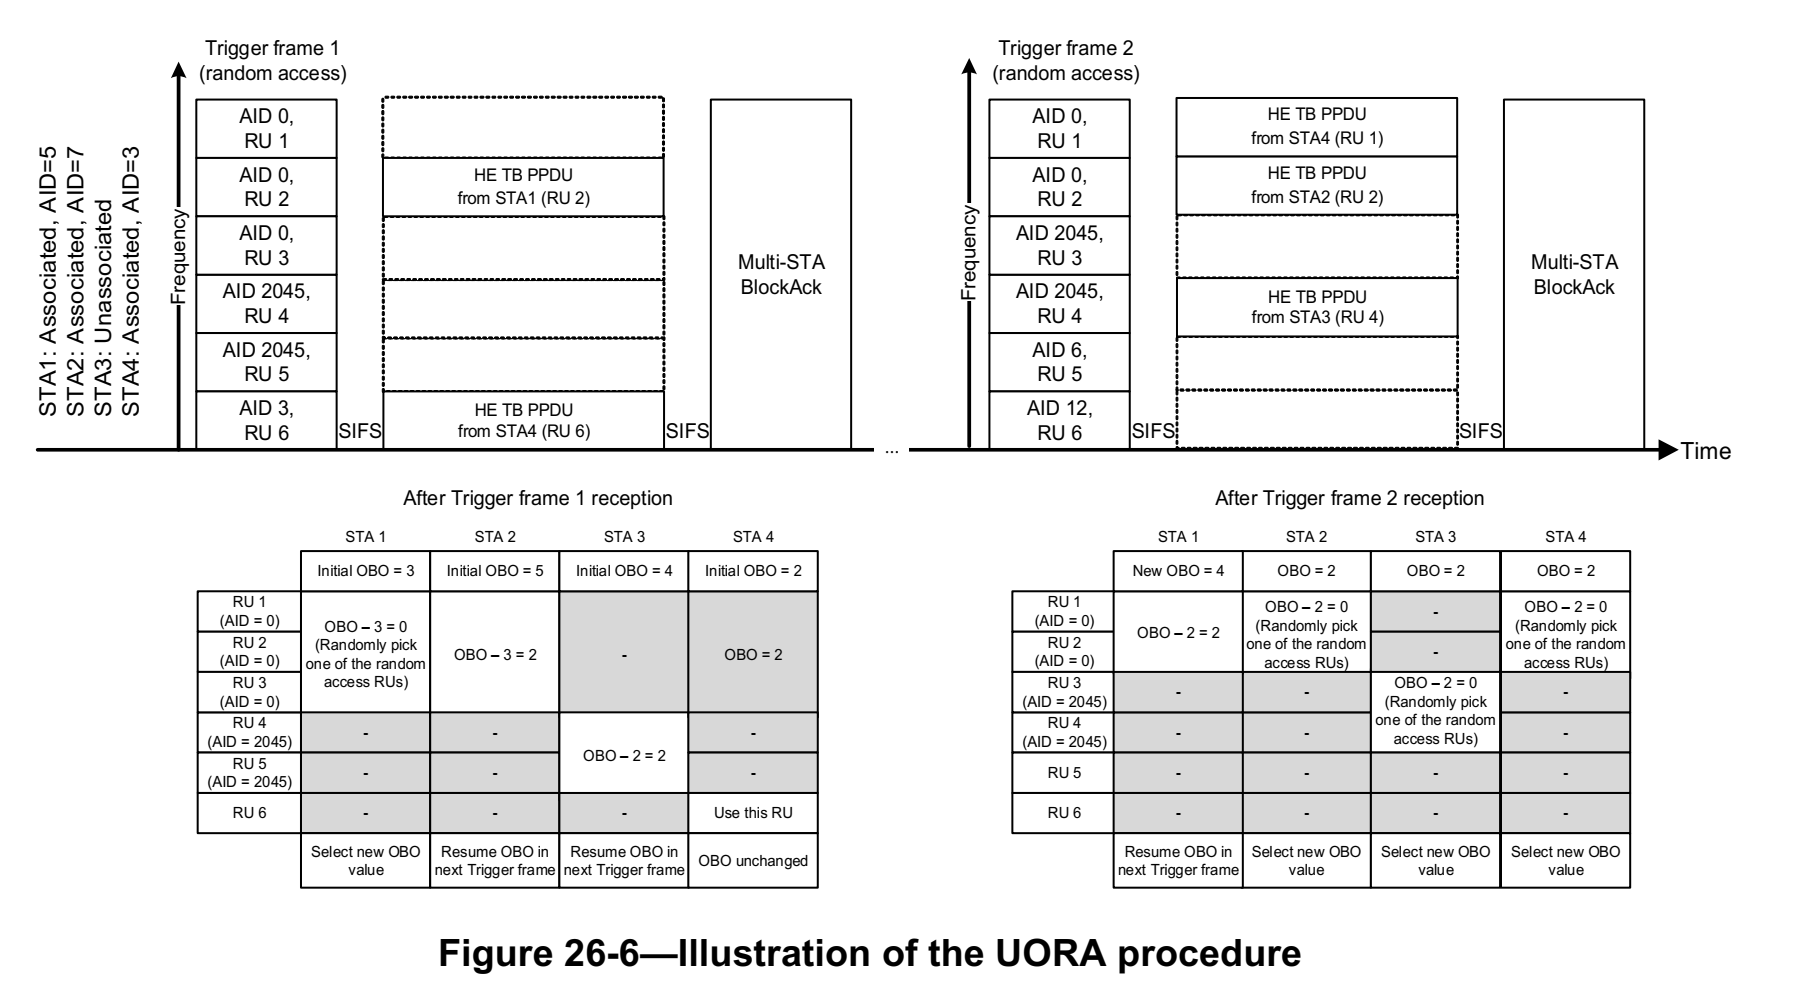 Trigger frame 1
(random access)
Frequency
STA1: Associated, AID=5
STA2: Associated, AID=7
STA3: Unassociated
STA4: Associated, AID=3
AID 0,
RU 1
AID 0,
RU 2
AID 0,
RU 3
AID 2045,
RU 4
AID 2045,
RU 5
AID 3,
RU 6
SIFS
HE TB PPDU
from STA1 (RU 2)
HE TB PPDU
from STA4 (RU 6)
SIFS
Multi-STA
BlockAck
...
Trigger frame 2
(random access)
Frequency
AID 0,
RU 1
AID 0,
RU 2
AID 2045,
RU 3
AID 2045,
RU 4
AID 6,
RU 5
AID 12,
RU 6
SIFS
HE TB PPDU
from STA4 (RU 1)
HE TB PPDU
from STA2 (RU 2)
HE TB PPDU
from STA3 (RU 4)
SIFS
Multi-STA
BlockAck
Time
After Trigger frame 1 reception
STA 1 STA 2 STA 3 STA 4
Initial OBO = 3 Initial OBO = 5 Initial OBO = 4 Initial OBO = 2
RU 1
(AID = 0)
RU 2
(AID = 0)
RU 3
(AID = 0)
OBO – 3 = 0
(Randomly pick
one of the random
access RUs)
OBO – 3 = 2
-
OBO = 2
RU 4
(AID = 2045)
- - -
RU 5
(AID = 2045)
- - -
OBO – 2 = 2
RU 6 - - - Use this RU
Select new OBO
value
Resume OBO in
next Trigger frame
Resume OBO in
next Trigger frame
OBO unchanged
After Trigger frame 2 reception
STA 1 STA 2 STA 3 STA 4
New OBO = 4 OBO = 2 OBO = 2 OBO = 2
RU 1
(AID = 0)
RU 2
(AID = 0)
OBO – 2 = 2
OBO – 2 = 0
(Randomly pick
one of the random
access RUs)
-
-
OBO – 2 = 0
(Randomly pick
one of the random
access RUs)
RU 3
(AID = 2045)
- - -
RU 4
(AID = 2045)
- - -
OBO – 2 = 0
(Randomly pick
one of the random
access RUs)
RU 5 - - - -
RU 6 - - - -
Resume OBO in
next Trigger frame
Select new OBO
value
Select new OBO
value
Select new OBO
value
Figure 26-6—Illustration of the UORA procedure